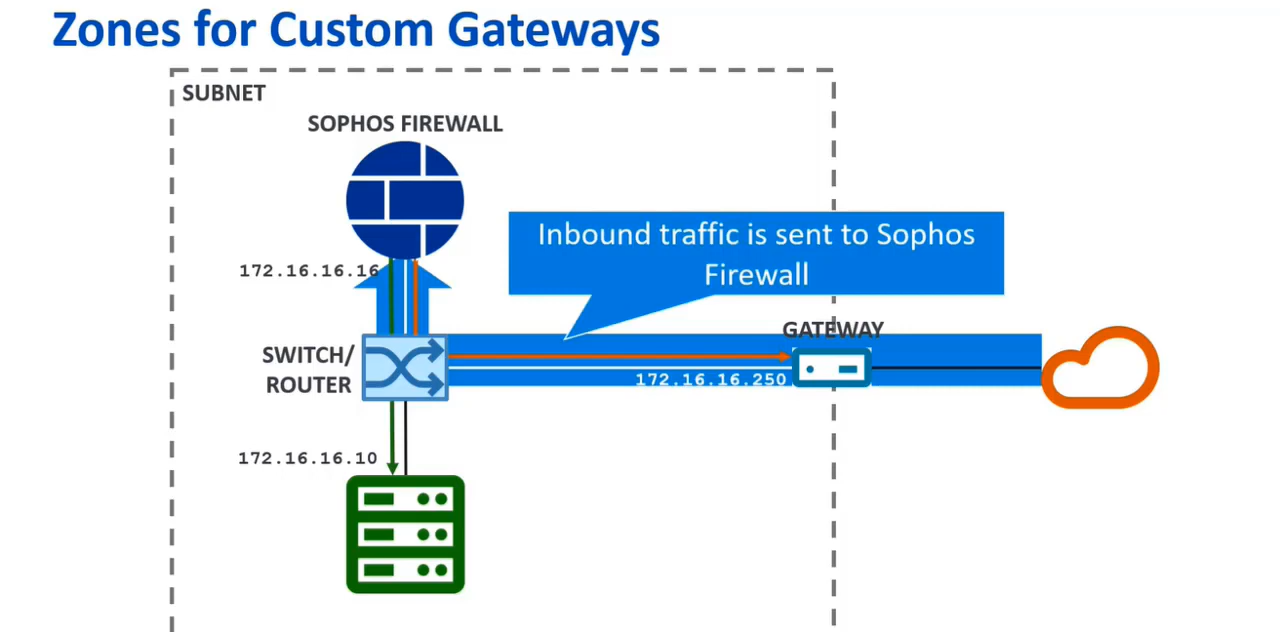 Zones for Custom Gateways
SUBNET
SOPHOS FIREWALL
Inbound traffic is sent to Sophos
Firewall
172.16.16.16
GATEWAY
SWITCH/
ROUTER
172.16.16.250
172.16.16.10